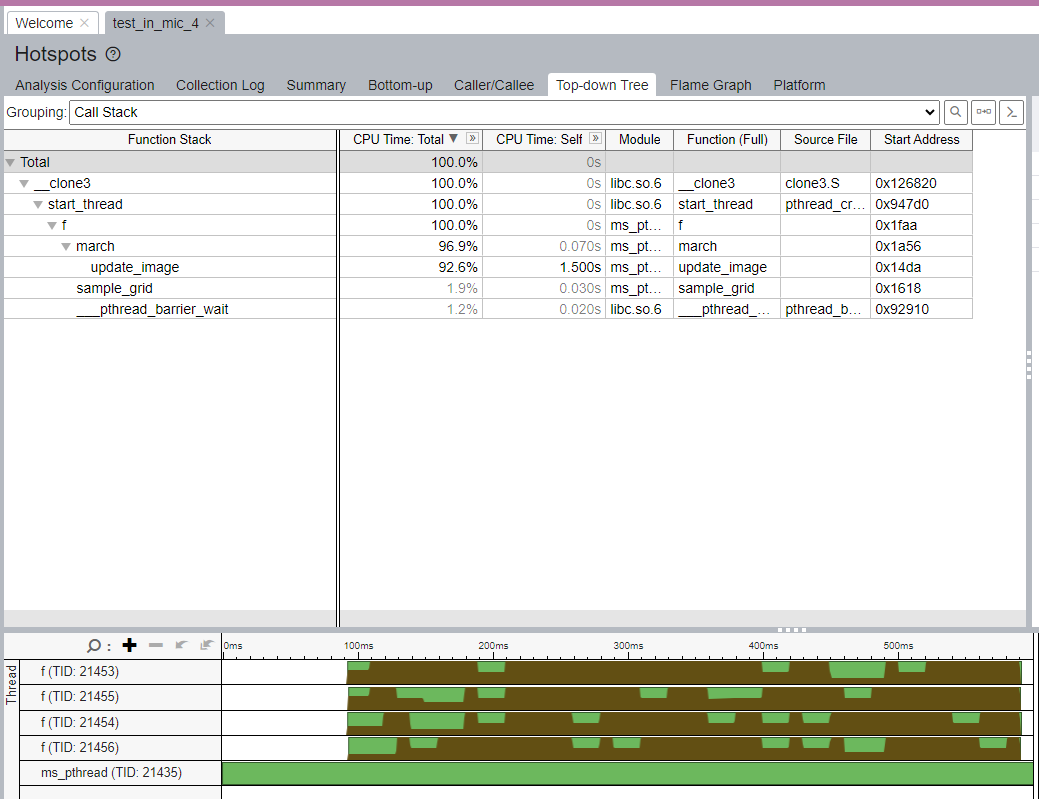 Welcome × test_in_mic_4 ×
Hotspots ?
Analysis Configuration Collection Log Summary Bottom-up Caller/Callee Top-down Tree Flame Graph Platform
Grouping: Call Stack
Function Stack CPU Time: Total ▼ » CPU Time: Self » Module Function (Full) Source File Start Address
Total 100.0% 0s
__clone3 100.0% 0s libc.so.6 __clone3 clone3.S 0x126820
start_thread 100.0% 0s libc.so.6 start_thread pthread_cr... 0x947d0
f 100.0% 0s ms_pt... f 0x1faa
march 96.9% 0.070s ms_pt... march 0x1a56
update_image 92.6% 1.500s ms_pt... update_image 0x14da
sample_grid 1.9% 0.030s ms_pt... sample_grid 0x1618
___pthread_barrier_wait 1.2% 0.020s libc.so.6 ___pthread_... pthread_b... 0x92910
0ms 100ms 200ms 300ms 400ms 500ms
Thread
f (TID: 21453)
f (TID: 21455)
f (TID: 21454)
f (TID: 21456)
ms_pthread (TID: 21435)